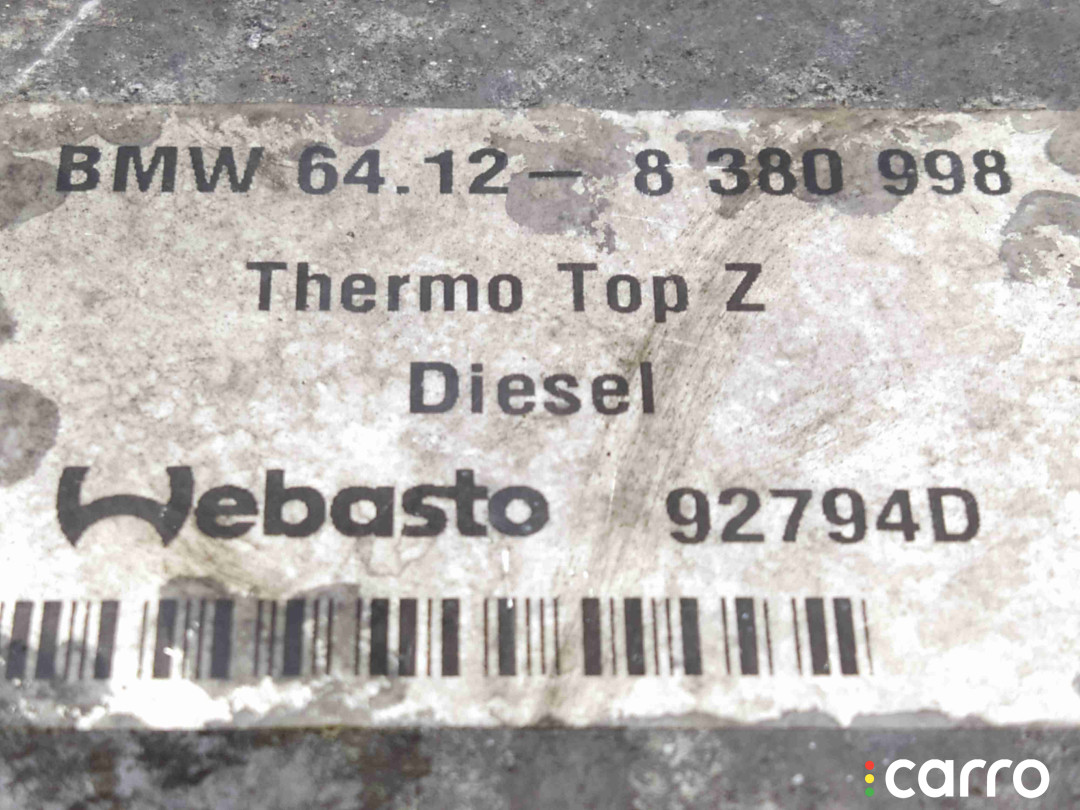 BMW 64.12- 8 380 998
Thermo Top Z
Diesel
Webasto 92794D
carro